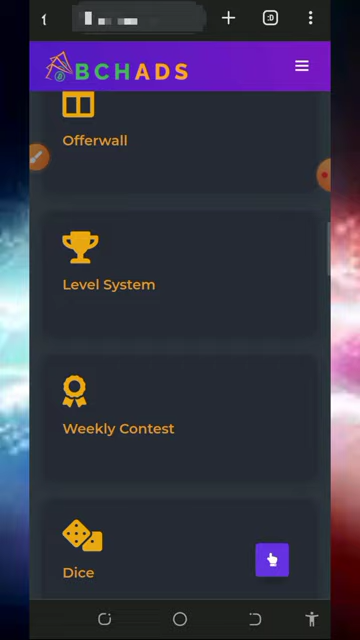 :D
BCHADS
Offerwall
Level System
Weekly Contest
Dice